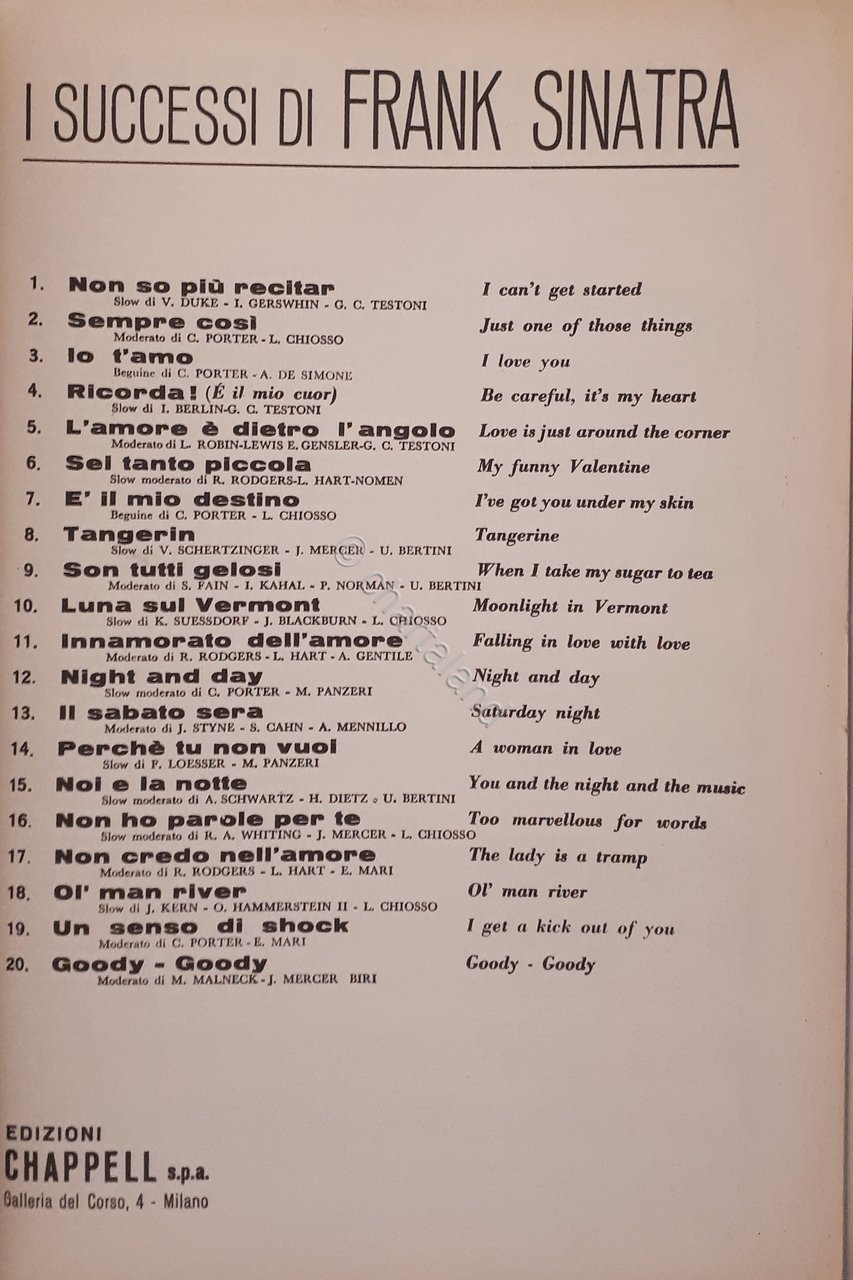 I SUCCESSI DI FRANK SINATRA
1. Non so più recitar I can't get started
Slow di V. DUKE - I. GERSWHIN - G. C. TESTONI
2. Sempre così Just one of those things
Moderato di C. PORTER - L. CHIOSSO
3. Io t'amo I love you
Beguine di C. PORTER - A. DE SIMONE
4. Ricorda! (É il mio cuor) Be careful, it's my heart
Slow di I. BERLIN-G. C. TESTONI
5. L'amore è dietro l'angolo Love is just around the corner
Moderato di L. ROBIN-LEWIS E. GENSLER-G. C. TESTONI
6. Sei tanto piccola My funny Valentine
Slow moderato di R. RODGERS-L. HART-NOMEN
7. E' il mio destino I've got you under my skin
Beguine di C. PORTER - L. CHIOSSO
8. Tangerin Tangerine
Slow di V. SCHERTZINGER - J. MERCER - U. BERTINI
9. Son tutti gelosi When I take my sugar to tea
Moderato di S. FAIN - I. KAHAL - P. NORMAN - U. BERTINI
10. Luna sul Vermont Moonlight in Vermont
Slow di K. SUESSDORF - J. BLACKBURN - L. CHIOSSO
11. Innamorato dell'amore Falling in love with love
Moderato di R. RODGERS - L. HART - A. GENTILE
12. Night and day Night and day
Slow moderato di C. PORTER - M. PANZERI
13. Il sabato sera Saturday night
Moderato di J. STYNE - S. CAHN - A. MENNILLO
14. Perchè tu non vuoi A woman in love
Slow di F. LOESSER - M. PANZERI
15. Noi e la notte You and the night and the music
Slow moderato di A. SCHWARTZ - H. DIETZ e U. BERTINI
16. Non ho parole per te Too marvellous for words
Slow moderato di R. A. WHITING - J. MERCER - L. CHIOSSO
17. Non credo nell'amore The lady is a tramp
Moderato di R. RODGERS - L. HART - E. MARI
18. Ol' man river Ol' man river
Slow di J. KERN - O. HAMMERSTEIN II - L. CHIOSSO
19. Un senso di shock I get a kick out of you
Moderato di C. PORTER - E. MARI
20. Goody - Goody Goody - Goody
Moderato di M. MALNECK - J. MERCER BIRI
EDIZIONI
CHAPPELL s.p.a.
Galleria del Corso, 4 - Milano